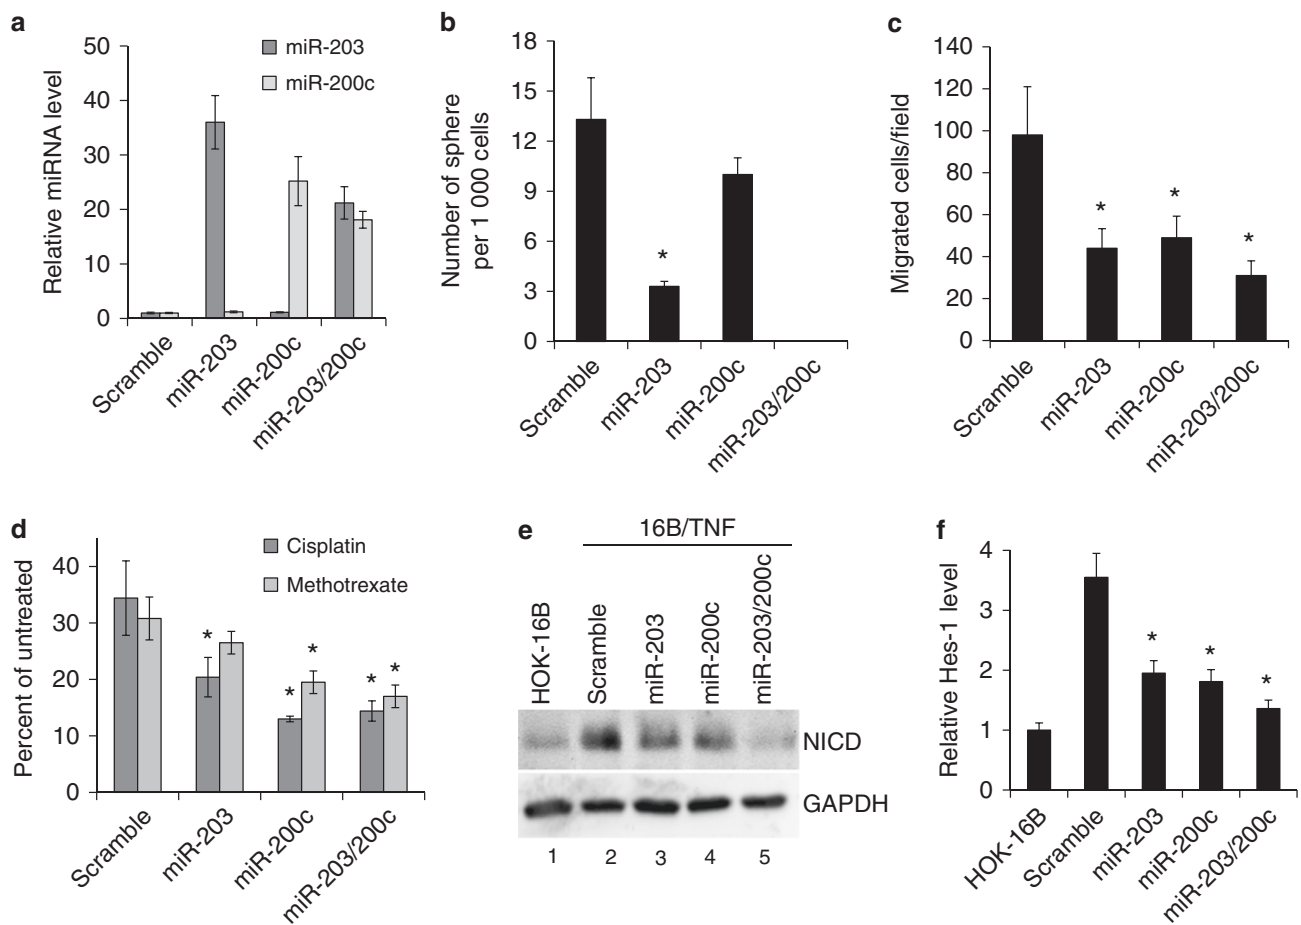 a
50
40
30
20
10
0
Relative miRNA level
miR-203
miR-200c
Scramble
miR-203
miR-200c
miR-203/200c
b
18
15
12
9
6
3
0
Number of sphere
per 1 000 cells
*
Scramble
miR-203
miR-200c
miR-203/200c
c
140
120
100
80
60
40
20
0
Migrated cells/field
* * *
Scramble
miR-203
miR-200c
miR-203/200c
d
40
30
20
10
0
Percent of untreated
Cisplatin
Methotrexate
* * * * *
Scramble
miR-203
miR-200c
miR-203/200c
e
16B/TNF
HOK-16B
Scramble
miR-203
miR-200c
miR-203/200c
NICD
GAPDH
1 2 3 4 5
f
4
3
2
1
0
Relative Hes-1 level
* * *
HOK-16B
Scramble
miR-203
miR-200c
miR-203/200c